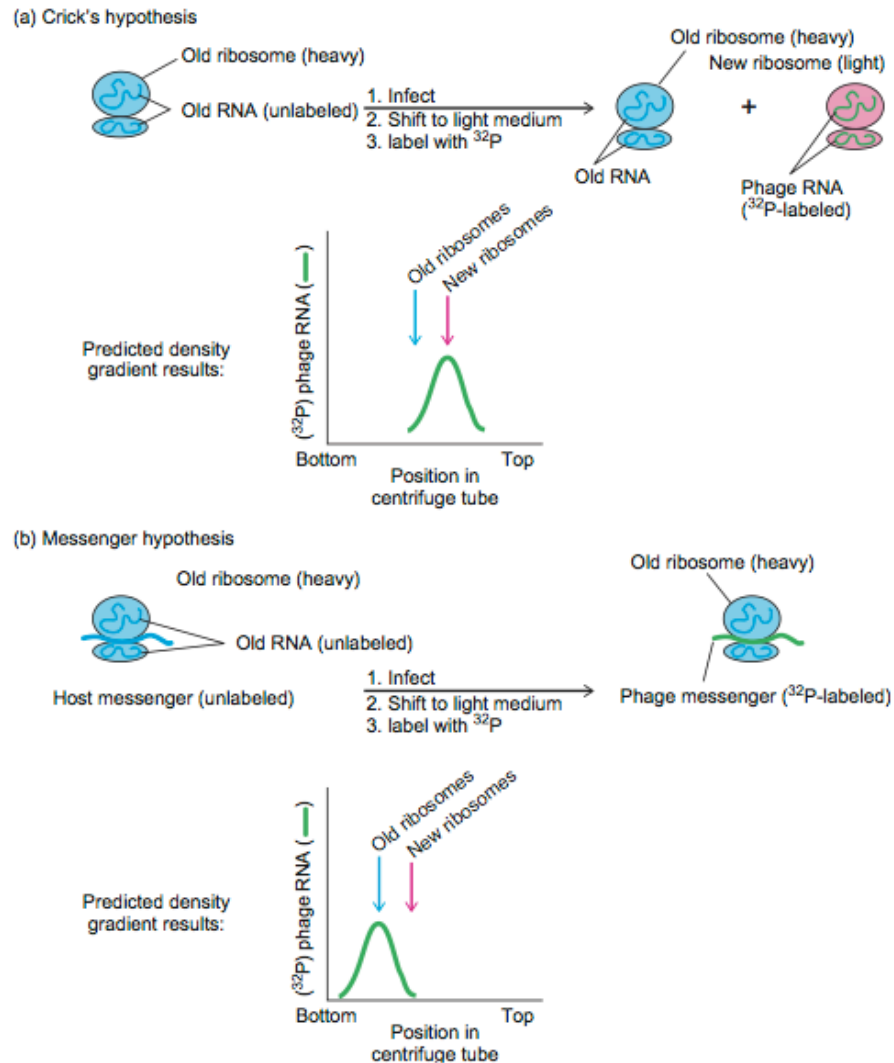 (a) Crick's hypothesis
Old ribosome (heavy)
Old RNA (unlabeled)
1. Infect
2. Shift to light medium
3. label with ³²P
Old ribosome (heavy)
New ribosome (light)
+
Old RNA
Phage RNA
(³²P-labeled)
Predicted density
gradient results:
(³²P) phage RNA ( )
Old ribosomes
New ribosomes
Bottom
Top
Position in
centrifuge tube
(b) Messenger hypothesis
Old ribosome (heavy)
Old RNA (unlabeled)
Host messenger (unlabeled)
1. Infect
2. Shift to light medium
3. label with ³²P
Old ribosome (heavy)
Phage messenger (³²P-labeled)
Predicted density
gradient results:
(³²P) phage RNA ( )
Old ribosomes
New ribosomes
Bottom
Top
Position in
centrifuge tube